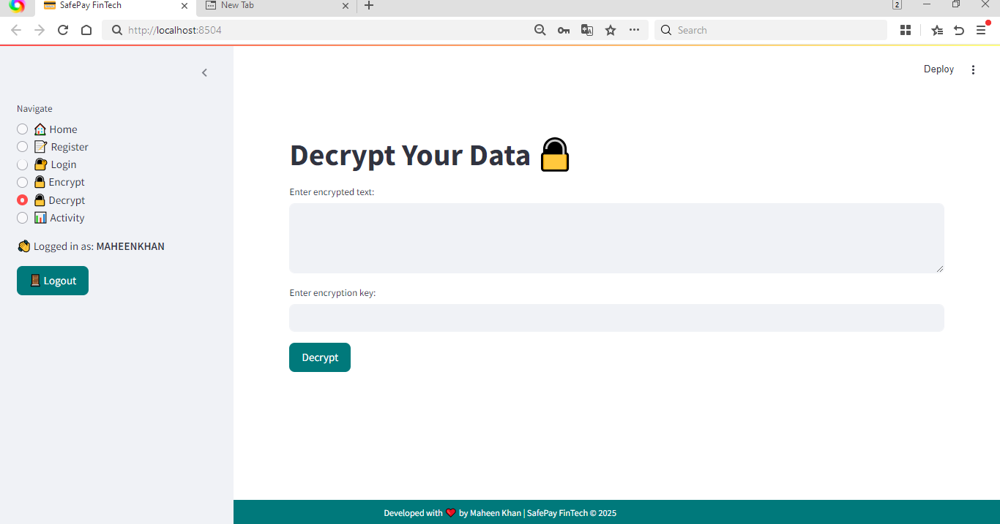 SafePay FinTech
New Tab
2
http://localhost:8504
Search
Deploy
Navigate
Home
Register
Login
Encrypt
Decrypt
Activity
Logged in as: MAHEENKHAN
Logout
Decrypt Your Data
Enter encrypted text:
Enter encryption key:
Decrypt
Developed with ❤️ by Maheen Khan | SafePay FinTech © 2025